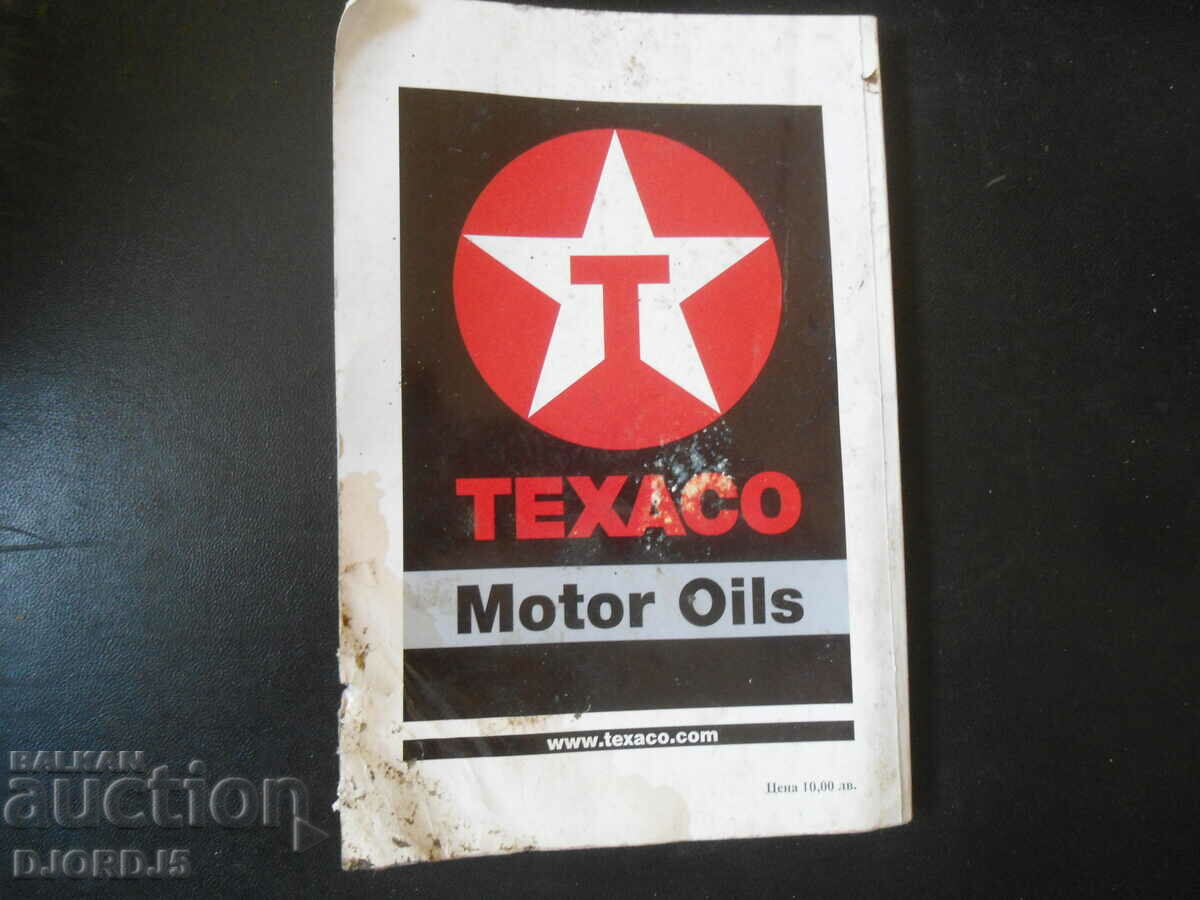 T
TEXACO
Motor Oils
www.texaco.com
Цена 10,00 лв.
BALKAN
auction
DJORDJ5